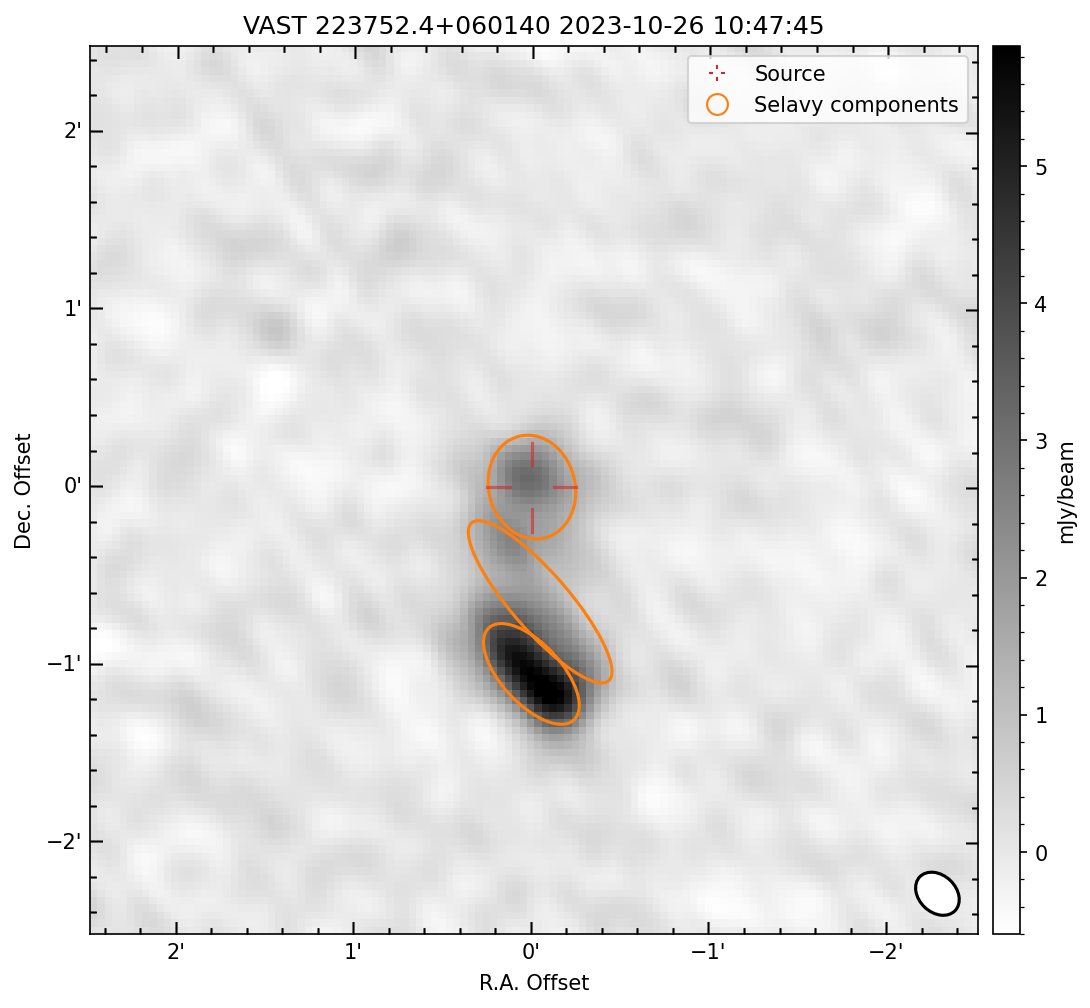 VAST 223752.4+060140 2023-10-26 10:47:45
Source
Selavy components
2'
1'
0'
−1'
−2'
Dec. Offset
2'
1'
0'
−1'
−2'
R.A. Offset
5
4
3
2
1
0
mJy/beam